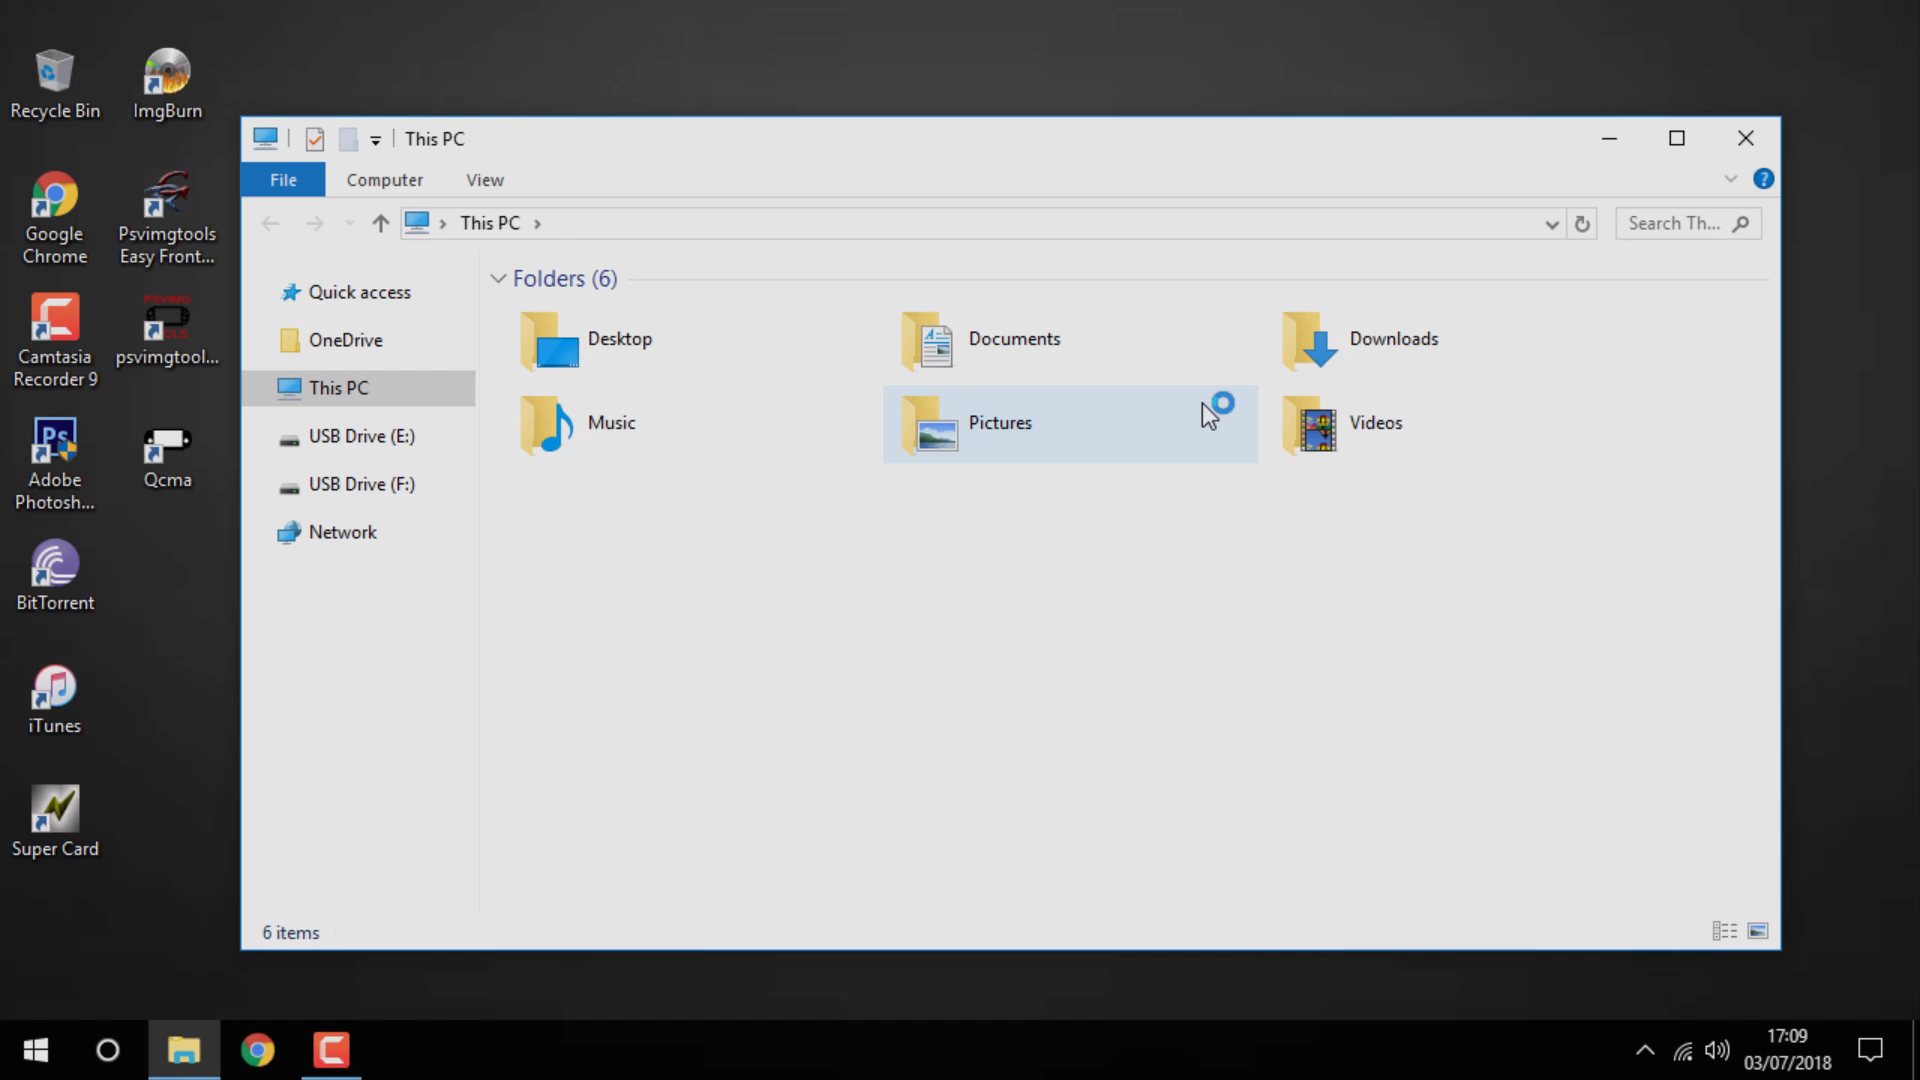 Recycle Bin
ImgBurn
Google
Chrome
Psvimgtools
Easy Front...
Camtasia
Recorder 9
psvimgtool...
Adobe
Photosh...
Qcma
BitTorrent
iTunes
Super Card
This PC
File
Computer
View
This PC
Search Th...
Quick access
OneDrive
This PC
USB Drive (E:)
USB Drive (F:)
Network
Folders (6)
Desktop
Documents
Downloads
Music
Pictures
Videos
6 items
17:09
03/07/2018